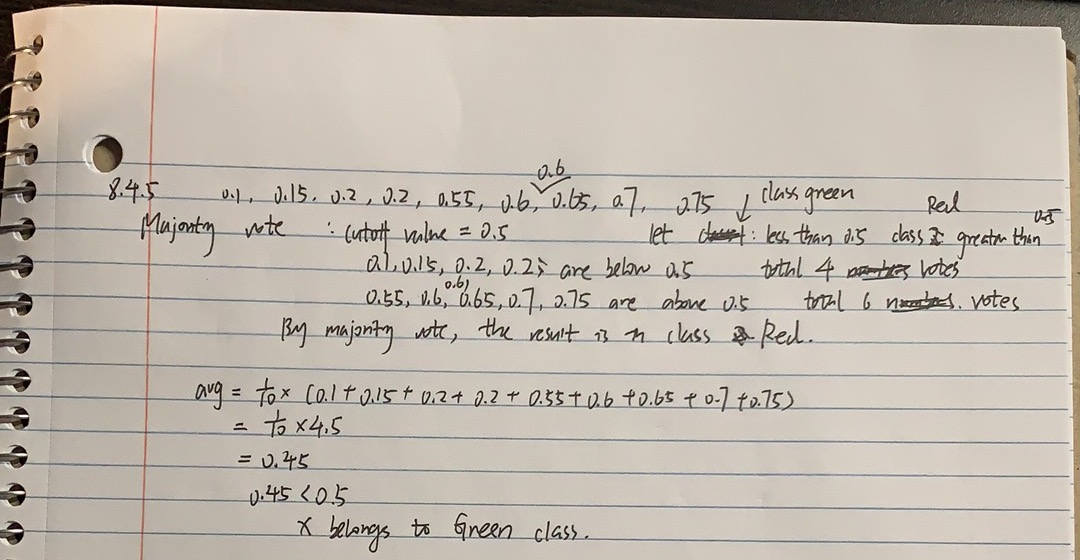 0.6
8.4.5 0.1, 0.15, 0.2, 0.2, 0.55, 0.6, 0.65, 0.7, 0.75 ↓ class green Red
Majority vote : cutoff value = 0.5 let : less than 0.5 class greater than 0.5
0.1, 0.15, 0.2, 0.2; are below 0.5 total 4 votes
0.55, 0.6, 0.6, 0.65, 0.7, 0.75 are above 0.5 total 6 votes
By majority vote, the result is in class Red.
avg = 1/10 × (0.1 + 0.15 + 0.2 + 0.2 + 0.55 + 0.6 + 0.65 + 0.7 + 0.75)
= 1/10 × 4.5
= 0.45
0.45 < 0.5
X belongs to Green class.